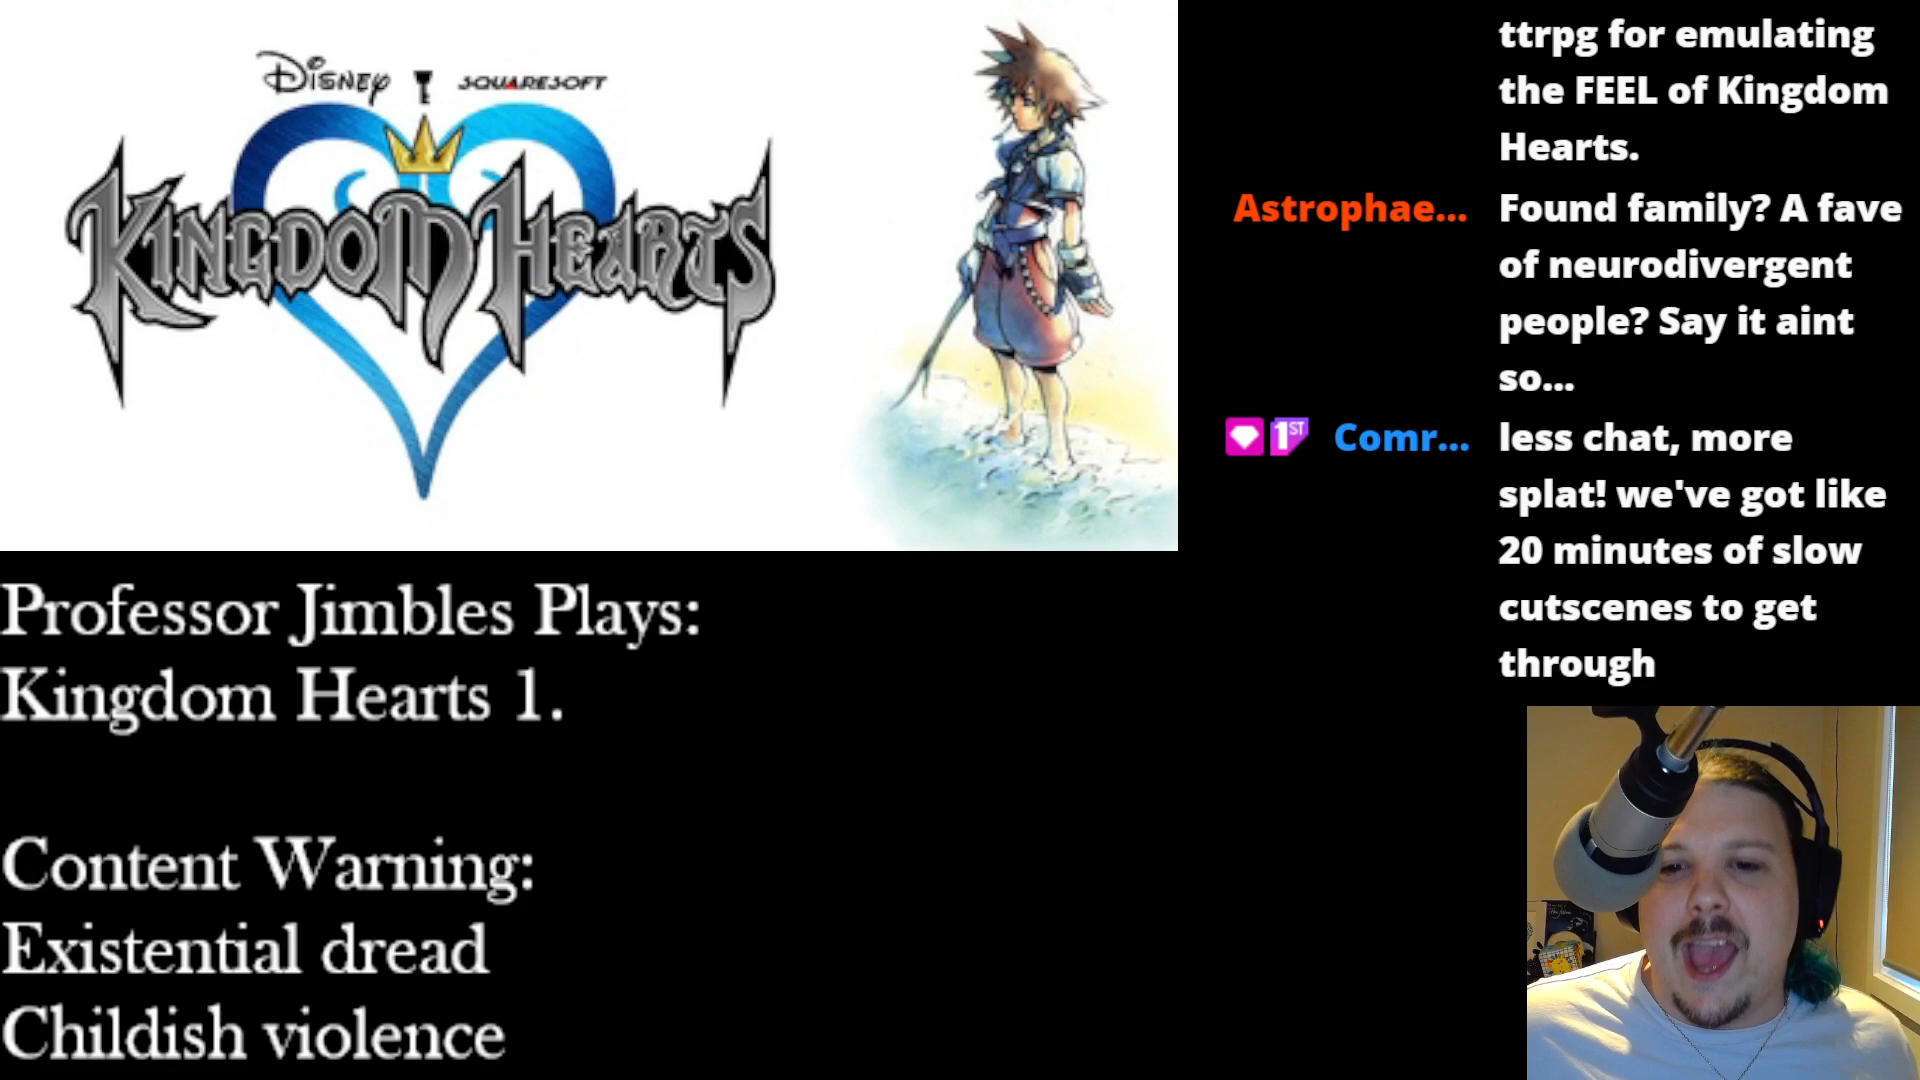 Disney SQUARESOFT
KINGDOM HEARTS
Professor Jimbles Plays:
Kingdom Hearts 1.
Content Warning:
Existential dread
Childish violence
ttrpg for emulating
the FEEL of Kingdom
Hearts.
Astrophae... Found family? A fave
of neurodivergent
people? Say it aint
so...
1ST Comr... less chat, more
splat! we've got like
20 minutes of slow
cutscenes to get
through